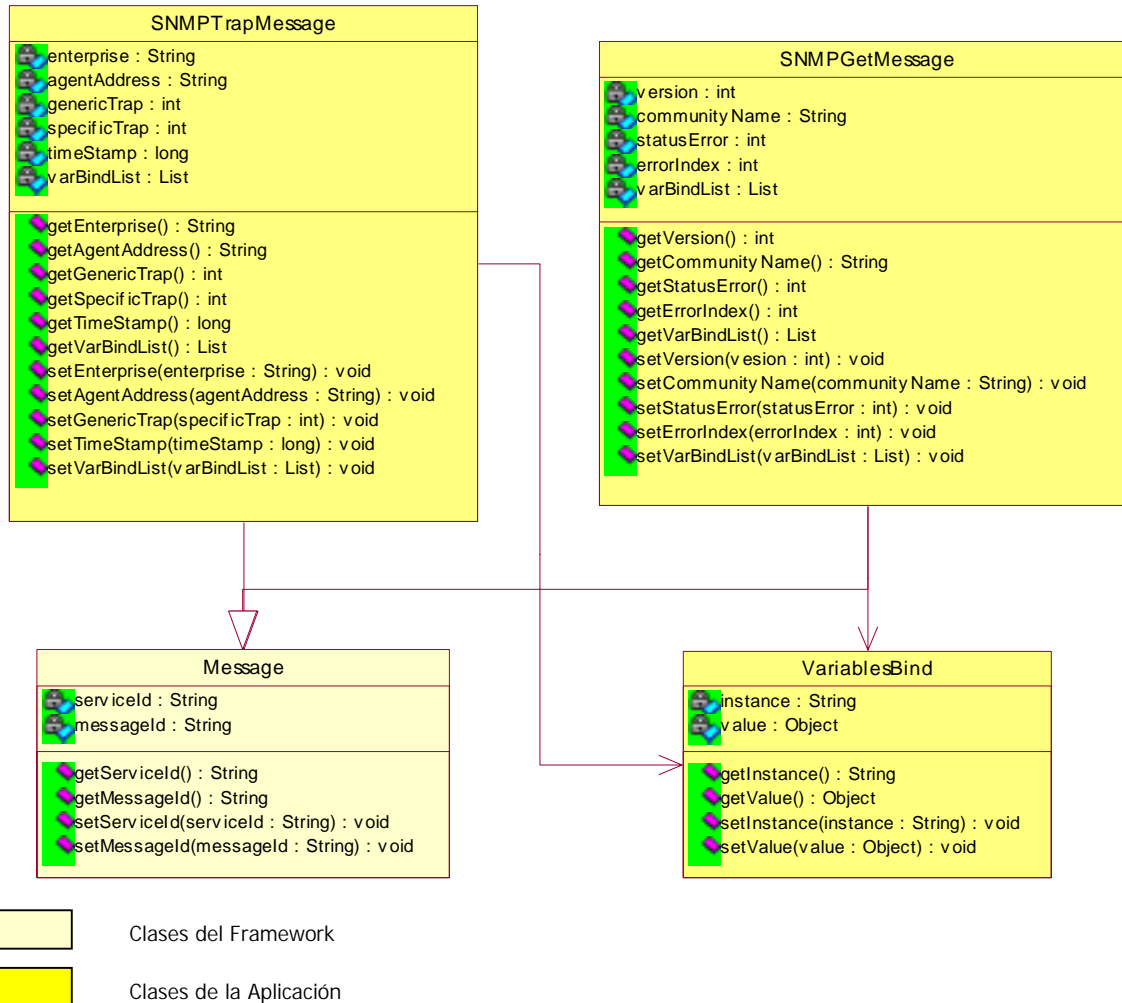 SNMPTrapMessage
enterprise : String
agentAddress : String
genericTrap : int
specificTrap : int
timeStamp : long
varBindList : List
getEnterprise() : String
getAgentAddress() : String
getGenericTrap() : int
getSpecificTrap() : int
getTimeStamp() : long
getVarBindList() : List
setEnterprise(enterprise : String) : void
setAgentAddress(agentAddress : String) : void
setGenericTrap(specificTrap : int) : void
setTimeStamp(timeStamp : long) : void
setVarBindList(varBindList : List) : void
SNMPGetMessage
version : int
communityName : String
statusError : int
errorIndex : int
varBindList : List
getVersion() : int
getCommunityName() : String
getStatusError() : int
getErrorIndex() : int
getVarBindList() : List
setVersion(vesion : int) : void
setCommunityName(communityName : String) : void
setStatusError(statusError : int) : void
setErrorIndex(errorIndex : int) : void
setVarBindList(varBindList : List) : void
Message
serviceId : String
messageId : String
getServiceId() : String
getMessageId() : String
setServiceId(serviceId : String) : void
setMessageId(messageId : String) : void
VariablesBind
instance : String
value : Object
getInstance() : String
getValue() : Object
setInstance(instance : String) : void
setValue(value : Object) : void
Clases del Framework
Clases de la Aplicación